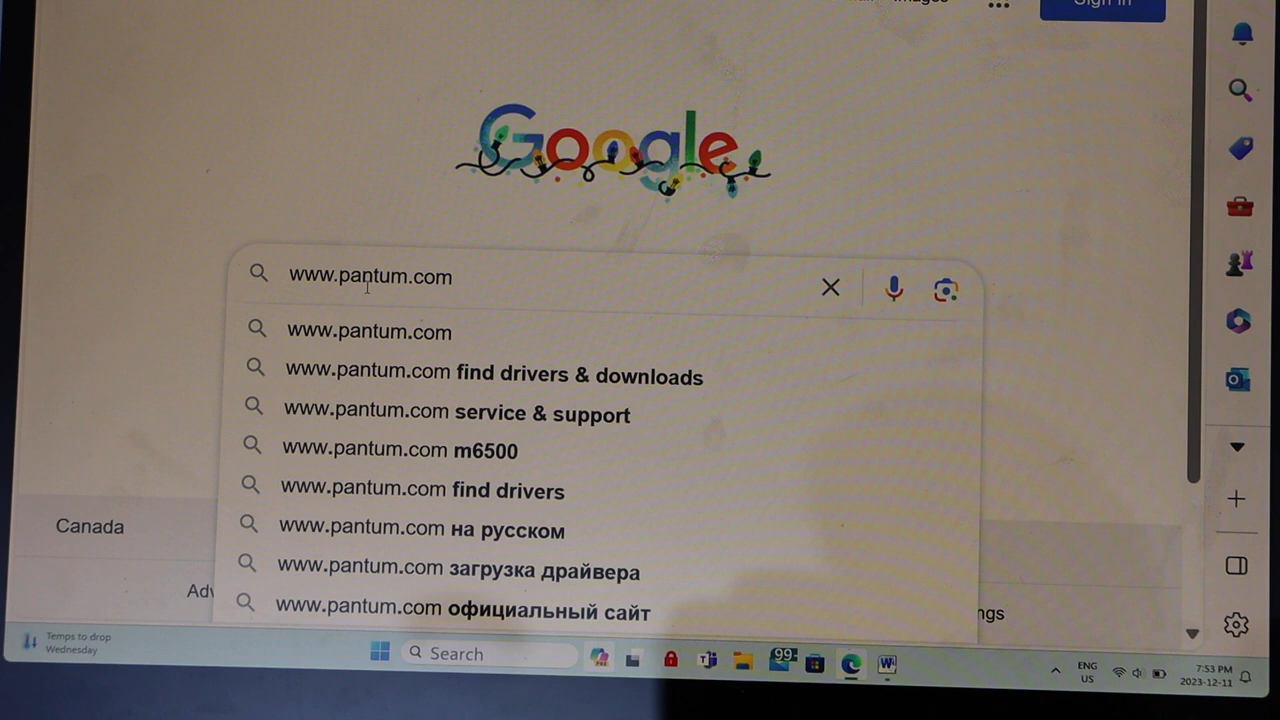 Images
Sign in
Google
www.pantum.com
www.pantum.com
www.pantum.com find drivers & downloads
www.pantum.com service & support
www.pantum.com m6500
www.pantum.com find drivers
www.pantum.com на русском
www.pantum.com загрузка драйвера
www.pantum.com официальный сайт
Canada
Temps to drop
Wednesday
Search
99+
ENG
US
7:53 PM
2023-12-11